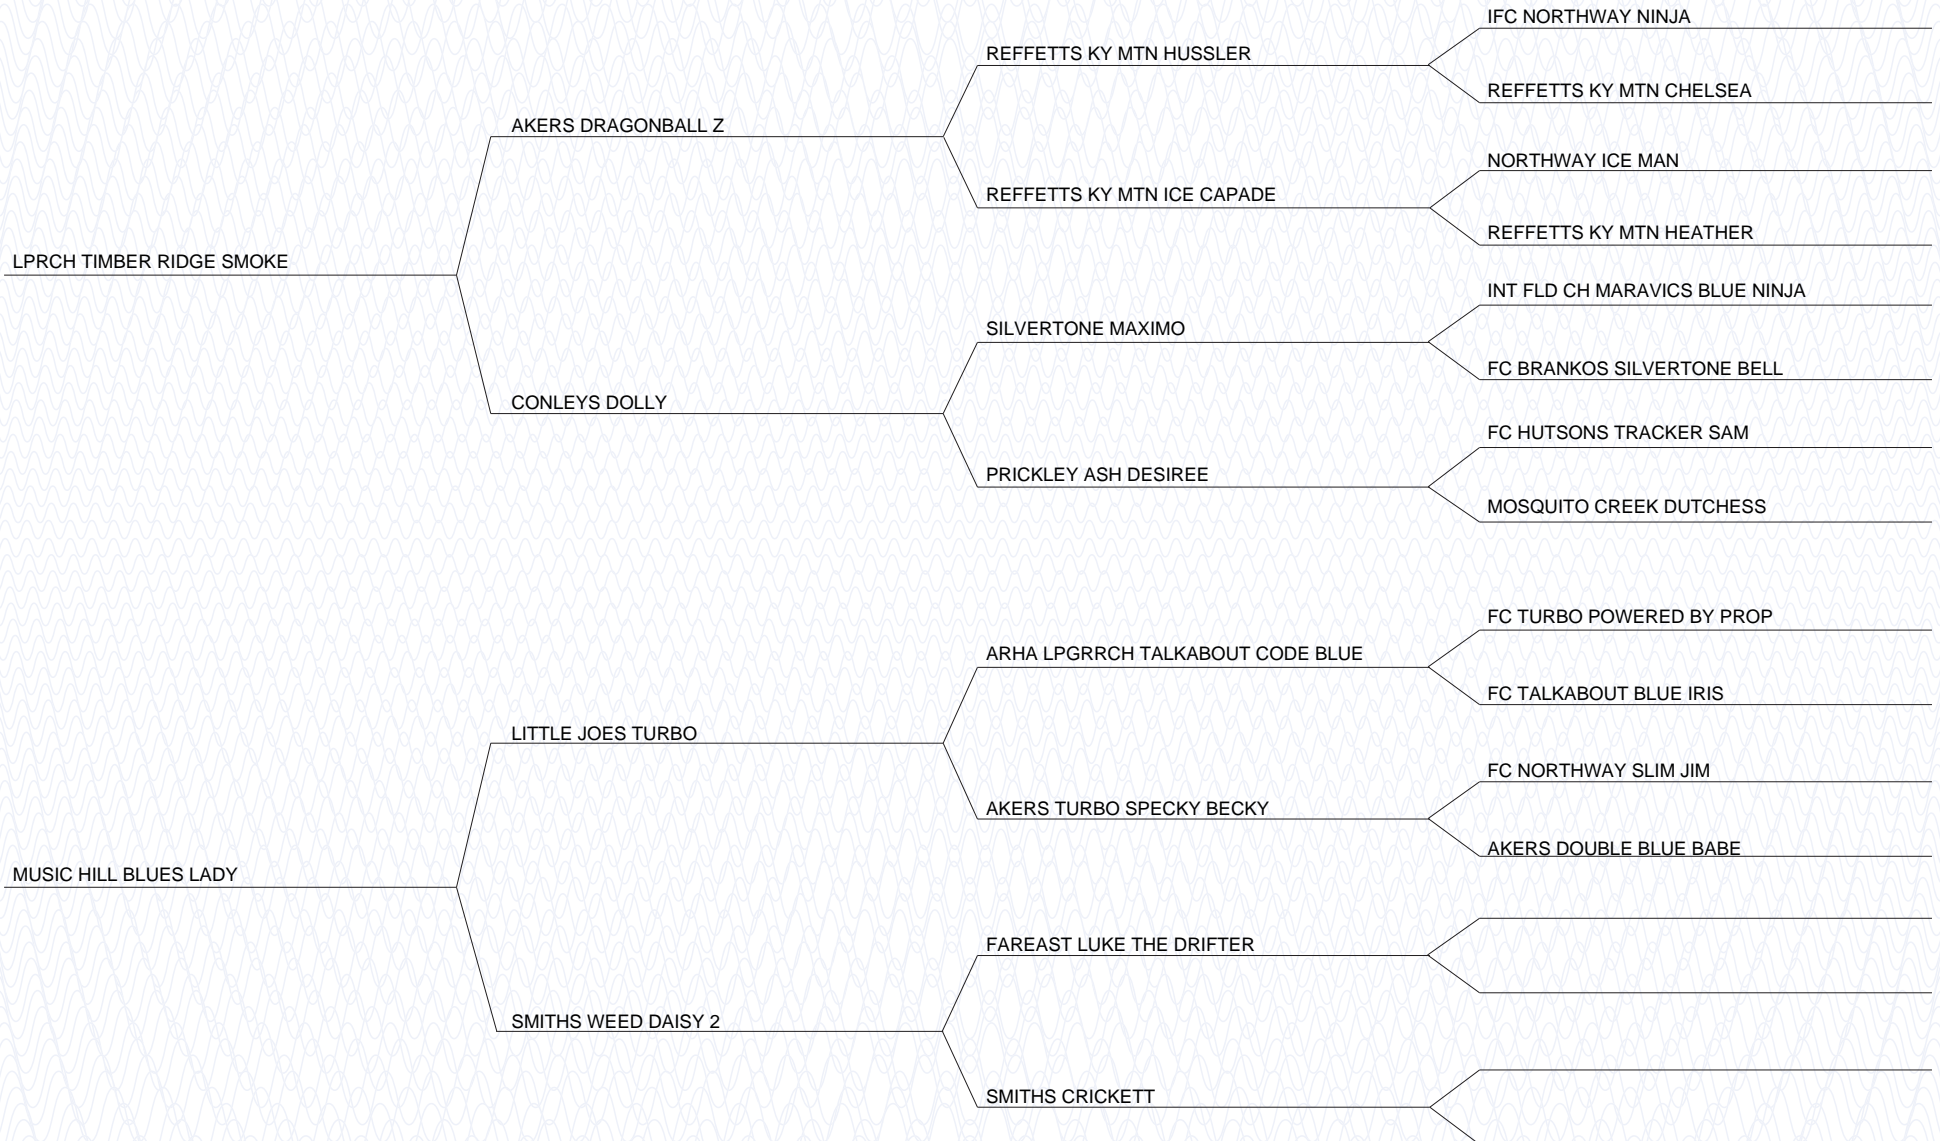 IFC NORTHWAY NINJA
REFFETTS KY MTN HUSSLER
REFFETTS KY MTN CHELSEA
AKERS DRAGONBALL Z
NORTHWAY ICE MAN
REFFETTS KY MTN ICE CAPADE
REFFETTS KY MTN HEATHER
LPRCH TIMBER RIDGE SMOKE
INT FLD CH MARAVICS BLUE NINJA
SILVERTONE MAXIMO
FC BRANKOS SILVERTONE BELL
CONLEYS DOLLY
FC HUTSONS TRACKER SAM
PRICKLEY ASH DESIREE
MOSQUITO CREEK DUTCHESS
FC TURBO POWERED BY PROP
ARHA LPGRRCH TALKABOUT CODE BLUE
FC TALKABOUT BLUE IRIS
LITTLE JOES TURBO
FC NORTHWAY SLIM JIM
AKERS TURBO SPECKY BECKY
AKERS DOUBLE BLUE BABE
MUSIC HILL BLUES LADY
FAREAST LUKE THE DRIFTER
SMITHS WEED DAISY 2
SMITHS CRICKETT